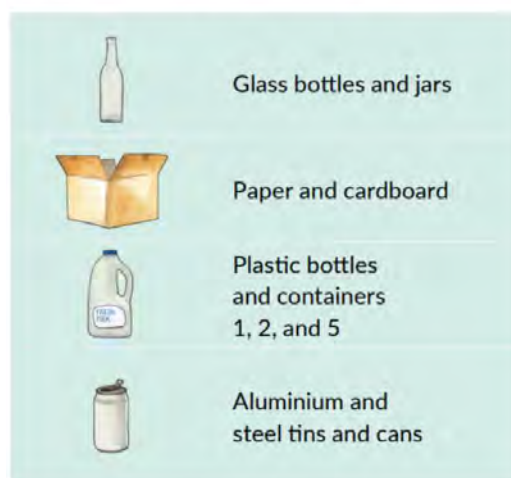 Glass bottles and jars
Paper and cardboard
Plastic bottles
and containers
1, 2, and 5
Aluminium and
steel tins and cans